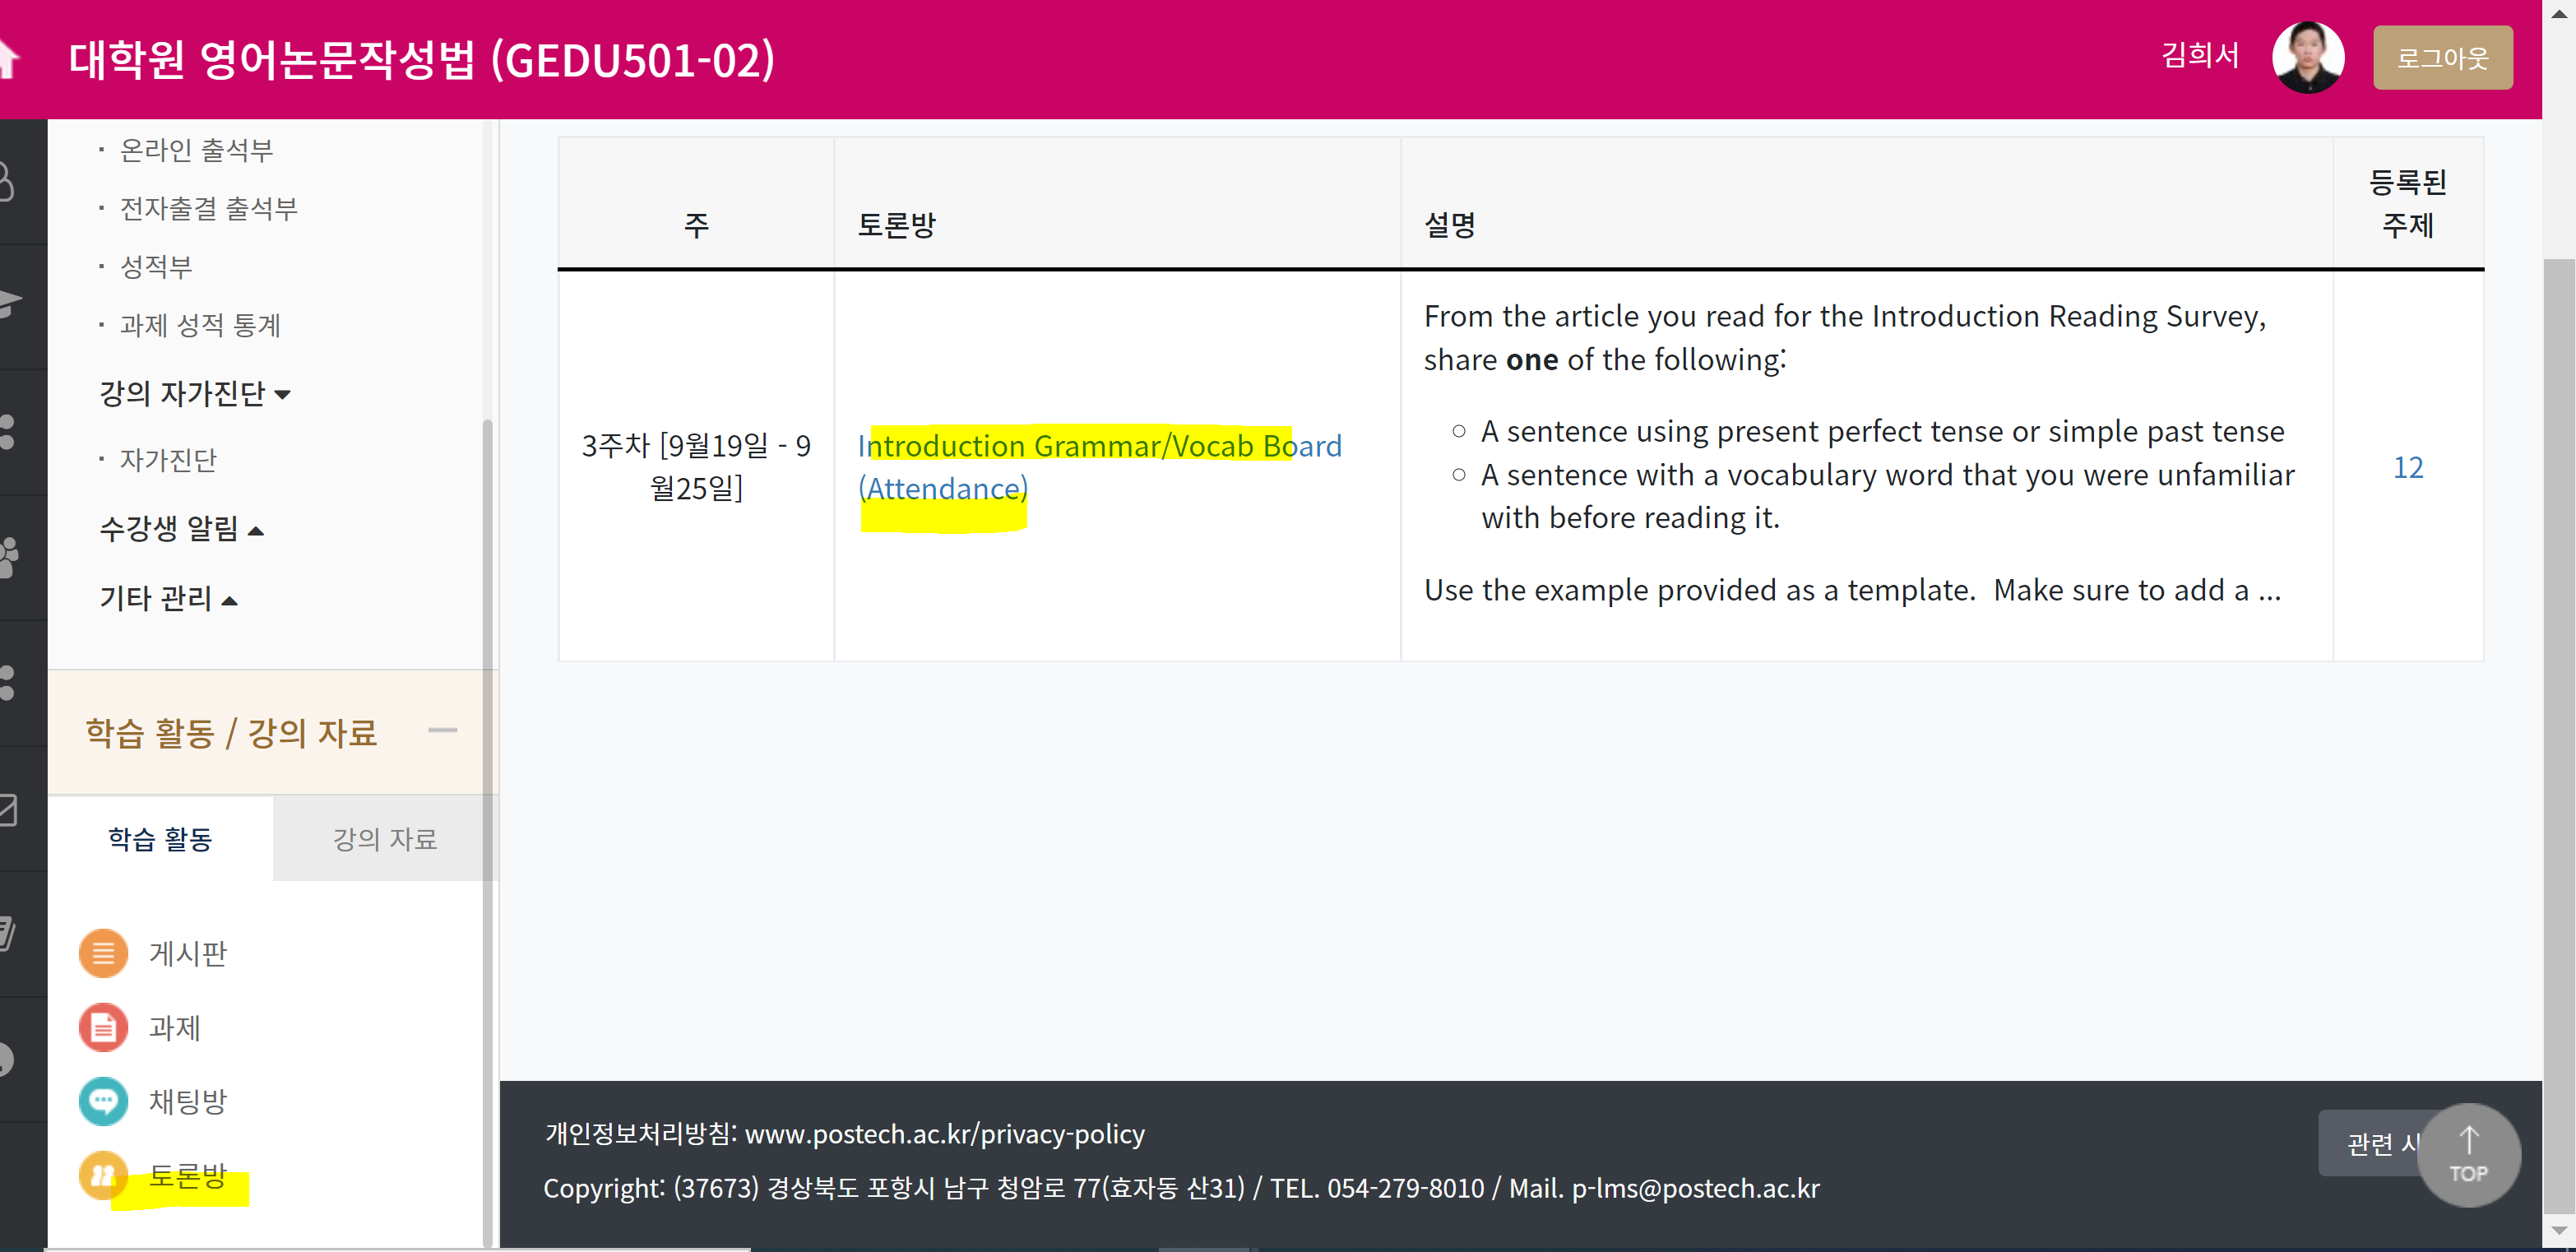 대학원 영어논문작성법 (GEDU501-02)
김희서
로그아웃
온라인 출석부
전자출결 출석부
성적부
과제 성적 통계
강의 자가진단
자가진단
수강생 알림
기타 관리
학습 활동 / 강의 자료
학습 활동
강의 자료
게시판
과제
채팅방
토론방
주
토론방
설명
등록된
주제
3주차 [9월19일 - 9
월25일]
Introduction Grammar/Vocab Board
(Attendance)
From the article you read for the Introduction Reading Survey,
share one of the following:
A sentence using present perfect tense or simple past tense
A sentence with a vocabulary word that you were unfamiliar
with before reading it.
Use the example provided as a template.  Make sure to add a ...
12
개인정보처리방침: www.postech.ac.kr/privacy-policy
Copyright: (37673) 경상북도 포항시 남구 청암로 77(효자동 산31) / TEL. 054-279-8010 / Mail. p-lms@postech.ac.kr
관련 시
TOP